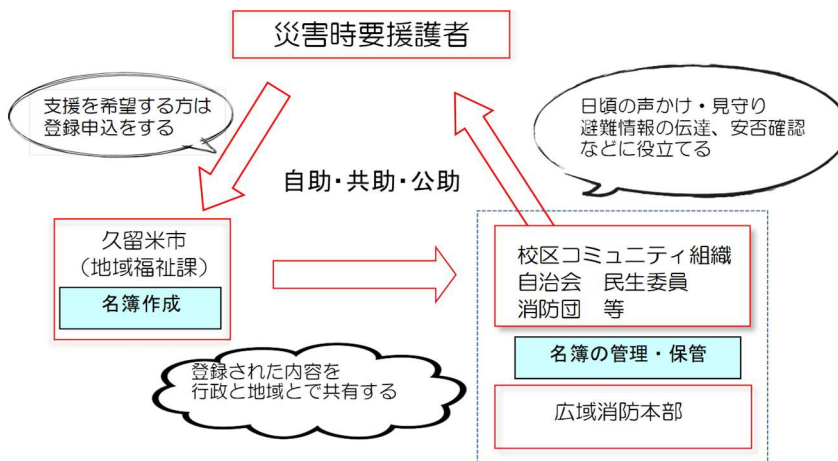 災害時要援護者
支援を希望する方は
登録申込をする
日頃の声かけ・見守り
避難情報の伝達、安否確認
などに役立てる
自助・共助・公助
久留米市
（地域福祉課）
名簿作成
校区コミュニティ組織
自治会　民生委員
消防団　等
名簿の管理・保管
広域消防本部
登録された内容を
行政と地域とで共有する